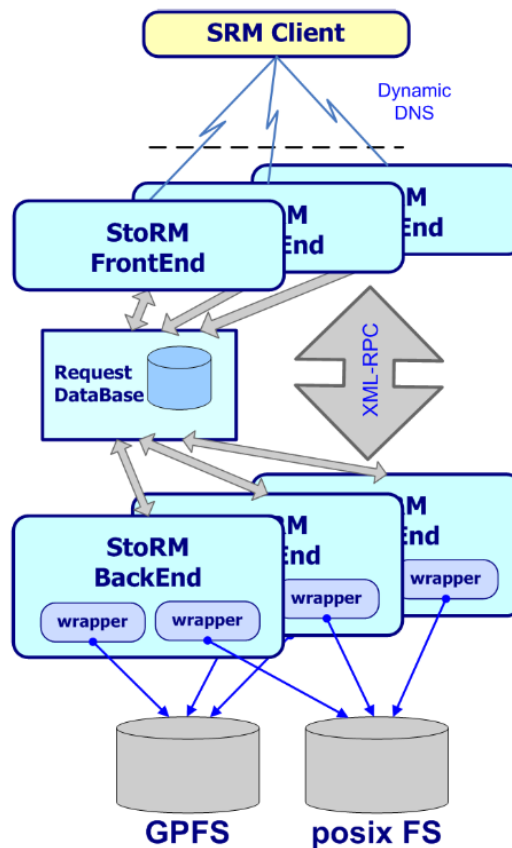 SRM Client
Dynamic
DNS
StoRM
FrontEnd
RM
End
RM
End
Request
DataBase
XML-RPC
StoRM
BackEnd
RM
End
RM
End
wrapper
wrapper
wrapper
wrapper
GPFS
posix FS